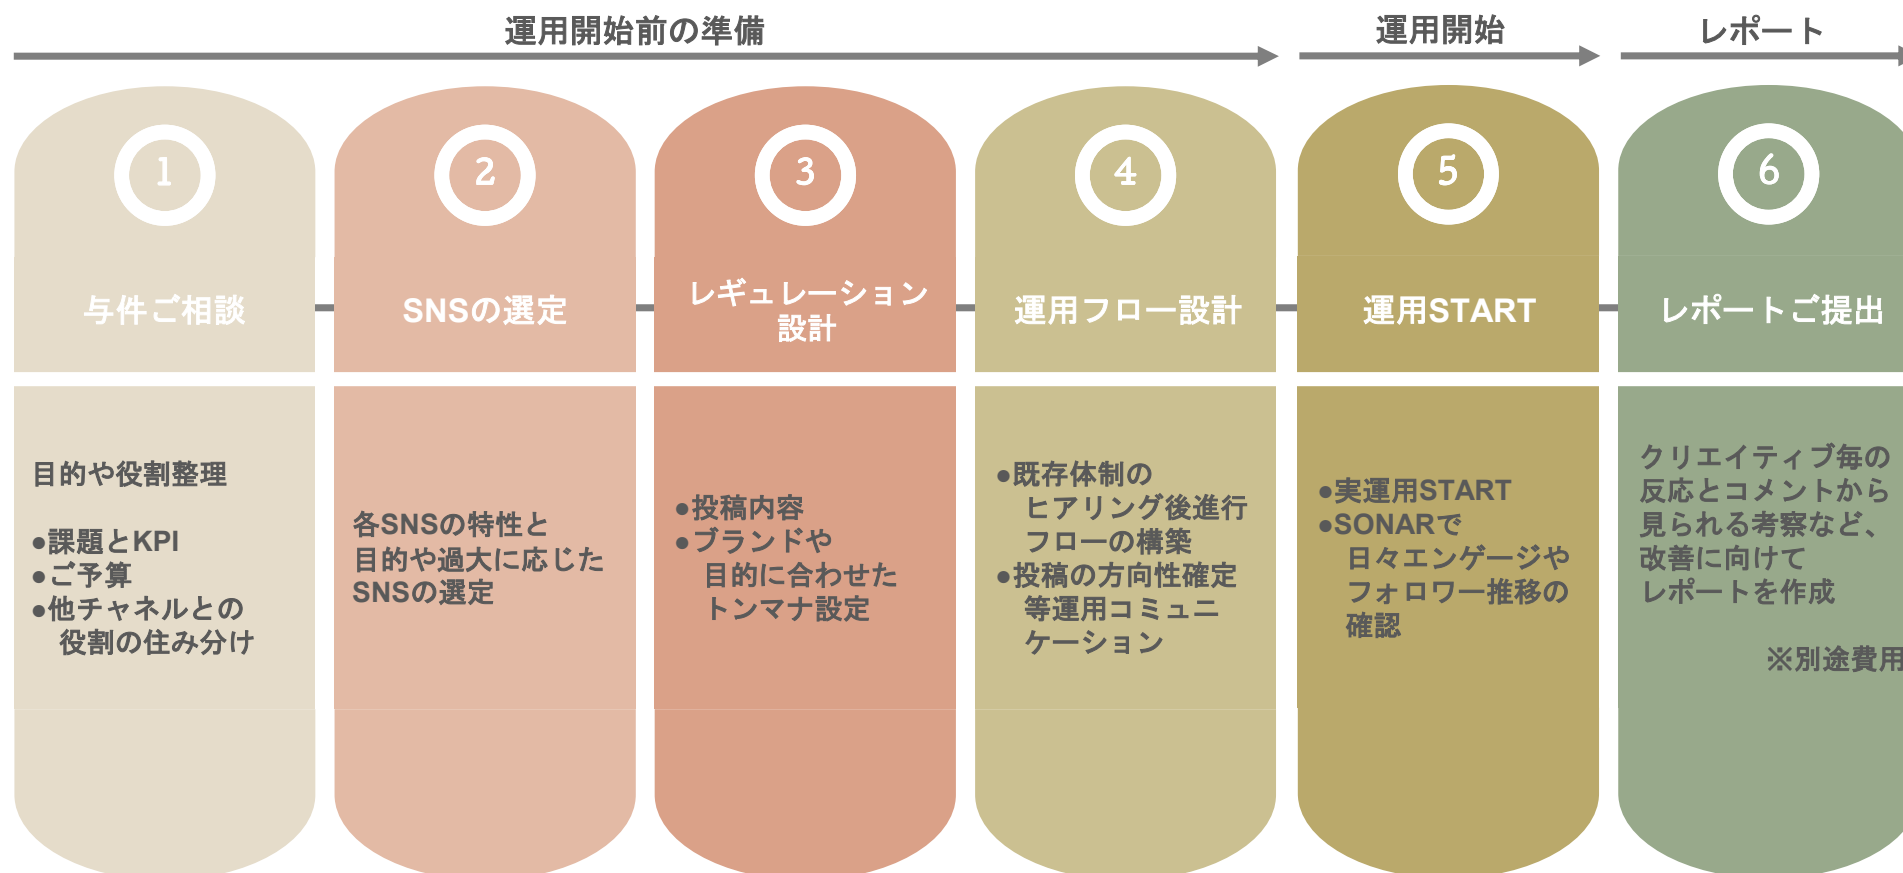 運用開始前の準備
運用開始
レポート
1
与件ご相談
目的や役割整理
●課題とKPI
●ご予算
●他チャネルとの
役割の住み分け
2
SNSの選定
各SNSの特性と
目的や過大に応じた
SNSの選定
3
レギュレーション
設計
●投稿内容
●ブランドや
目的に合わせた
トンマナ設定
4
運用フロー設計
●既存体制の
ヒアリング後進行
フローの構築
●投稿の方向性確定
等運用コミュニ
ケーション
5
運用START
●実運用START
●SONARで
日々エンゲージや
フォロワー推移の
確認
6
レポートご提出
クリエイティブ毎の
反応とコメントから
見られる考察など、
改善に向けて
レポートを作成
※別途費用